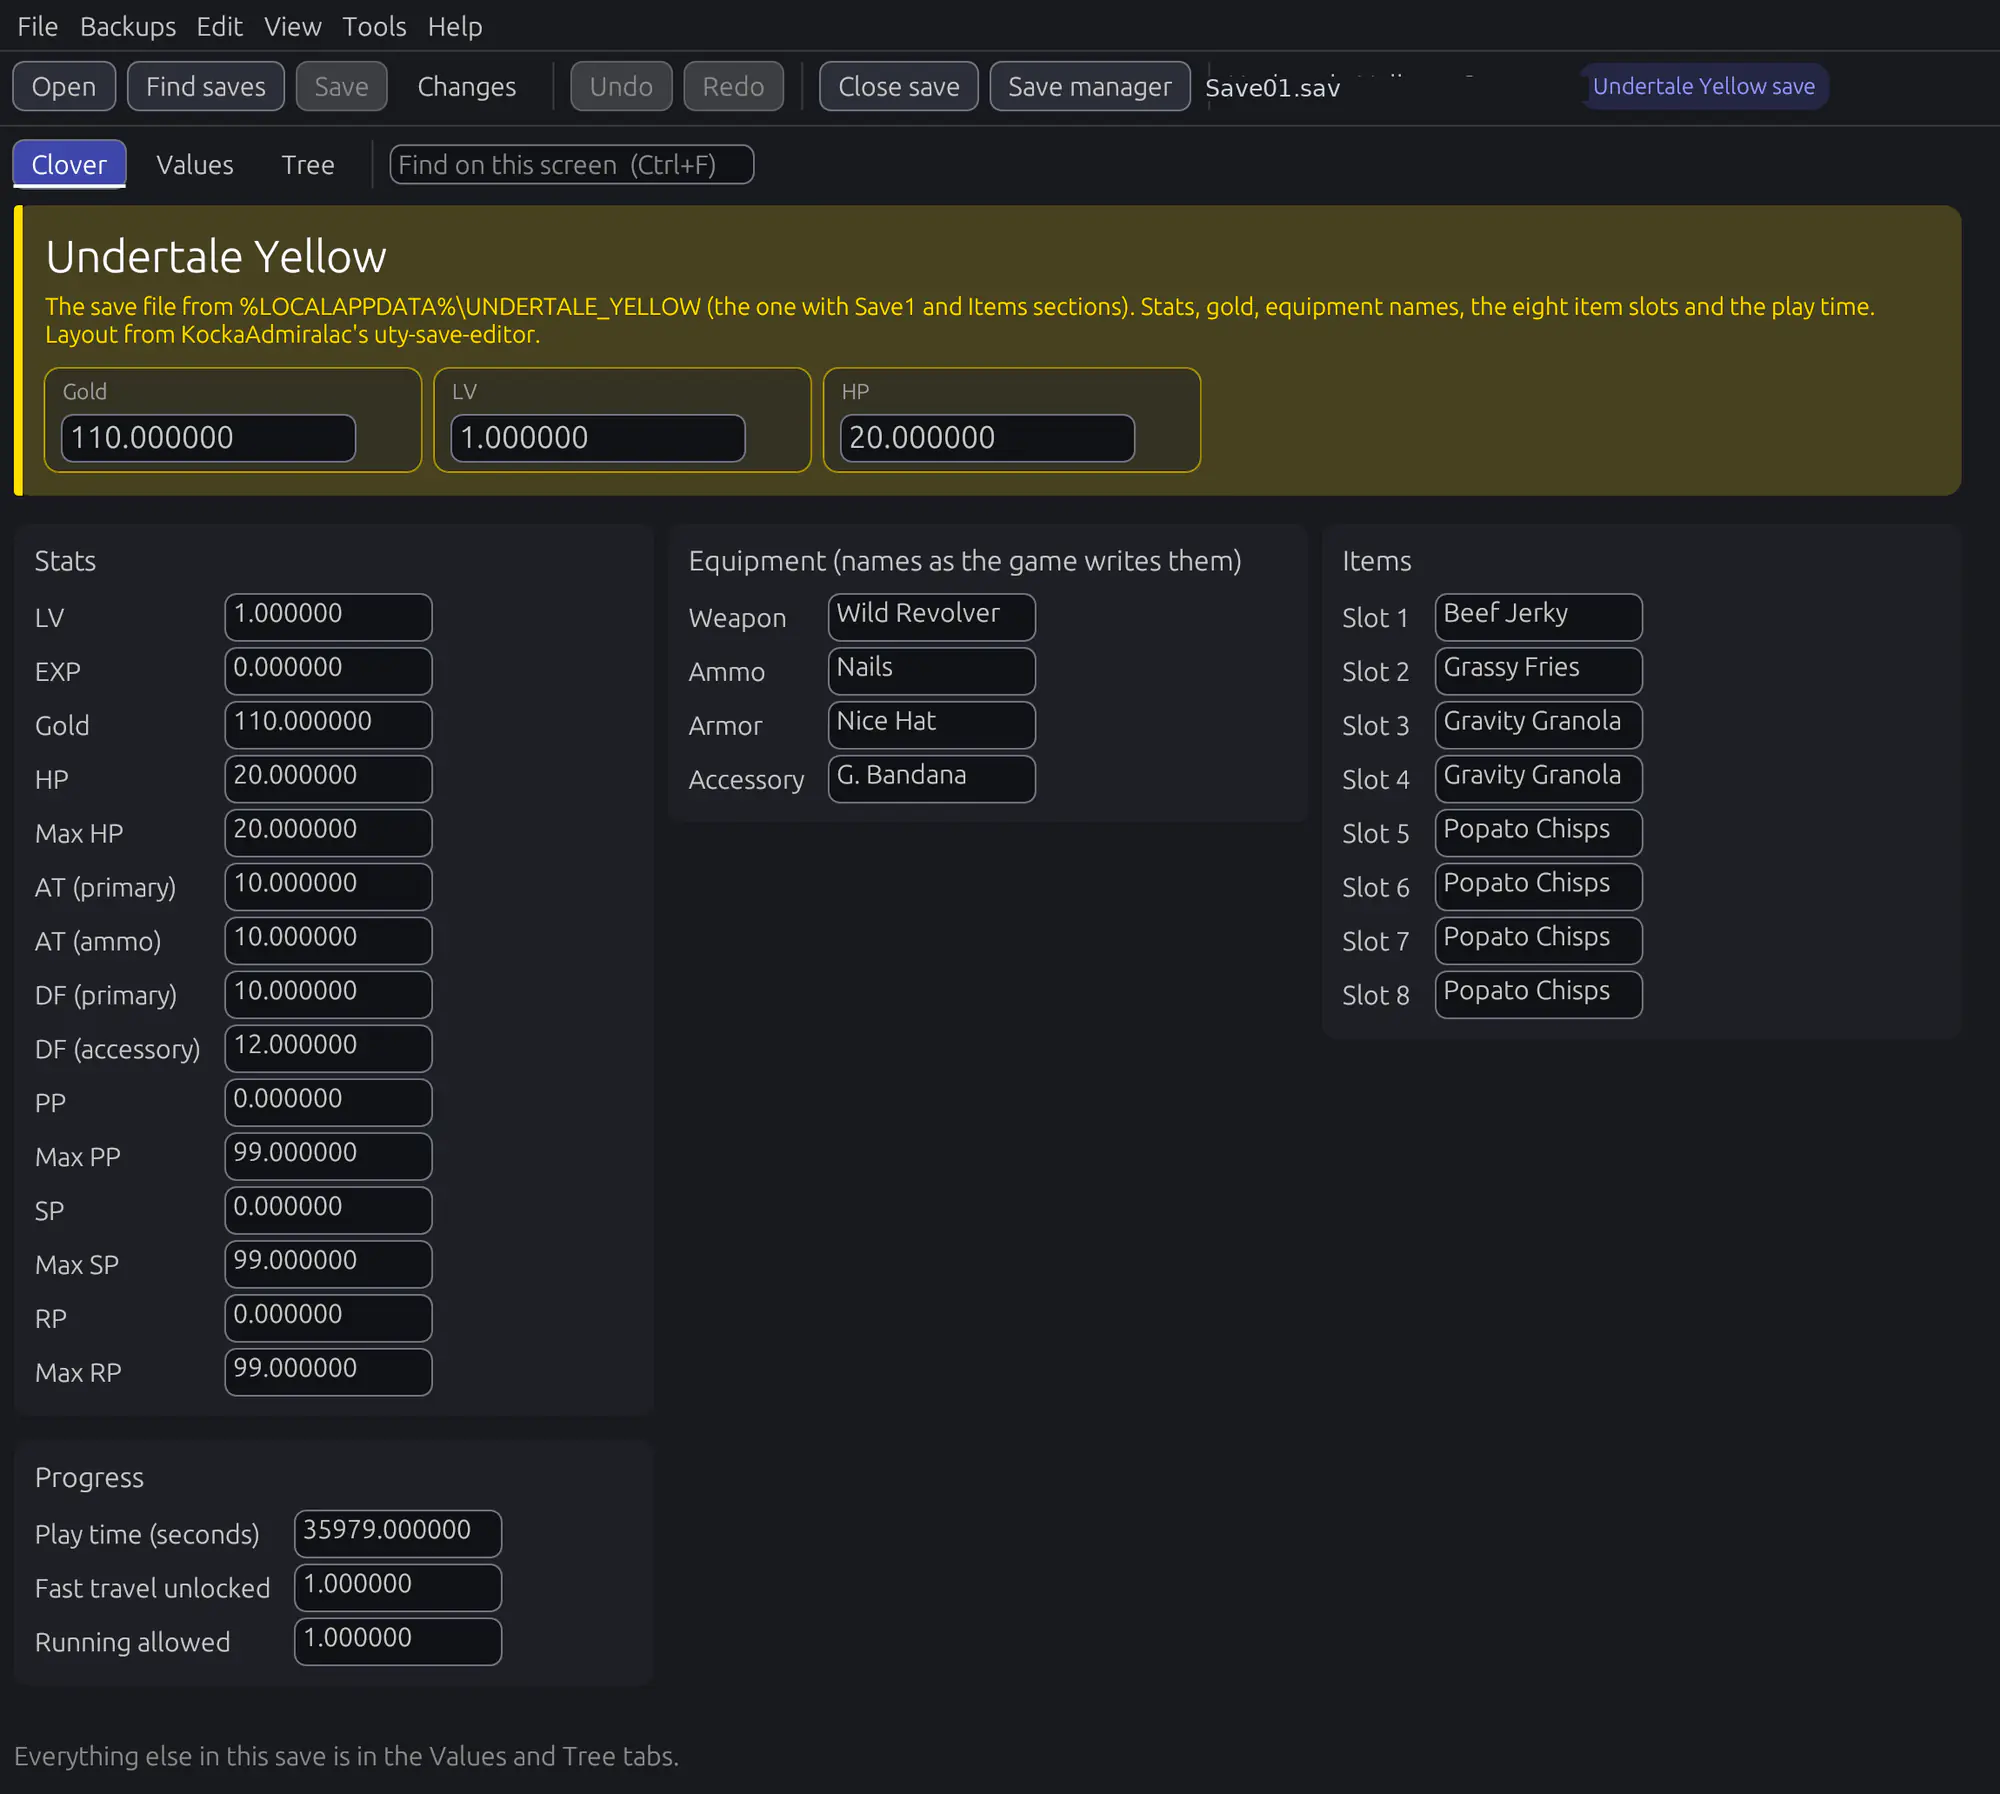 File Backups Edit View Tools Help
Open Find saves Save Changes Undo Redo Close save Save manager Save01.sav Undertale Yellow save
Clover Values Tree Find on this screen (Ctrl+F)
Undertale Yellow
The save file from %LOCALAPPDATA%\UNDERTALE_YELLOW (the one with Save1 and Items sections). Stats, gold, equipment names, the eight item slots and the play time.
Layout from KockaAdmiralac's uty-save-editor.
Gold LV HP
110.000000 1.000000 20.000000
Stats
LV 1.000000
EXP 0.000000
Gold 110.000000
HP 20.000000
Max HP 20.000000
AT (primary) 10.000000
AT (ammo) 10.000000
DF (primary) 10.000000
DF (accessory) 12.000000
PP 0.000000
Max PP 99.000000
SP 0.000000
Max SP 99.000000
RP 0.000000
Max RP 99.000000
Equipment (names as the game writes them)
Weapon Wild Revolver
Ammo Nails
Armor Nice Hat
Accessory G. Bandana
Items
Slot 1 Beef Jerky
Slot 2 Grassy Fries
Slot 3 Gravity Granola
Slot 4 Gravity Granola
Slot 5 Popato Chisps
Slot 6 Popato Chisps
Slot 7 Popato Chisps
Slot 8 Popato Chisps
Progress
Play time (seconds) 35979.000000
Fast travel unlocked 1.000000
Running allowed 1.000000
Everything else in this save is in the Values and Tree tabs.